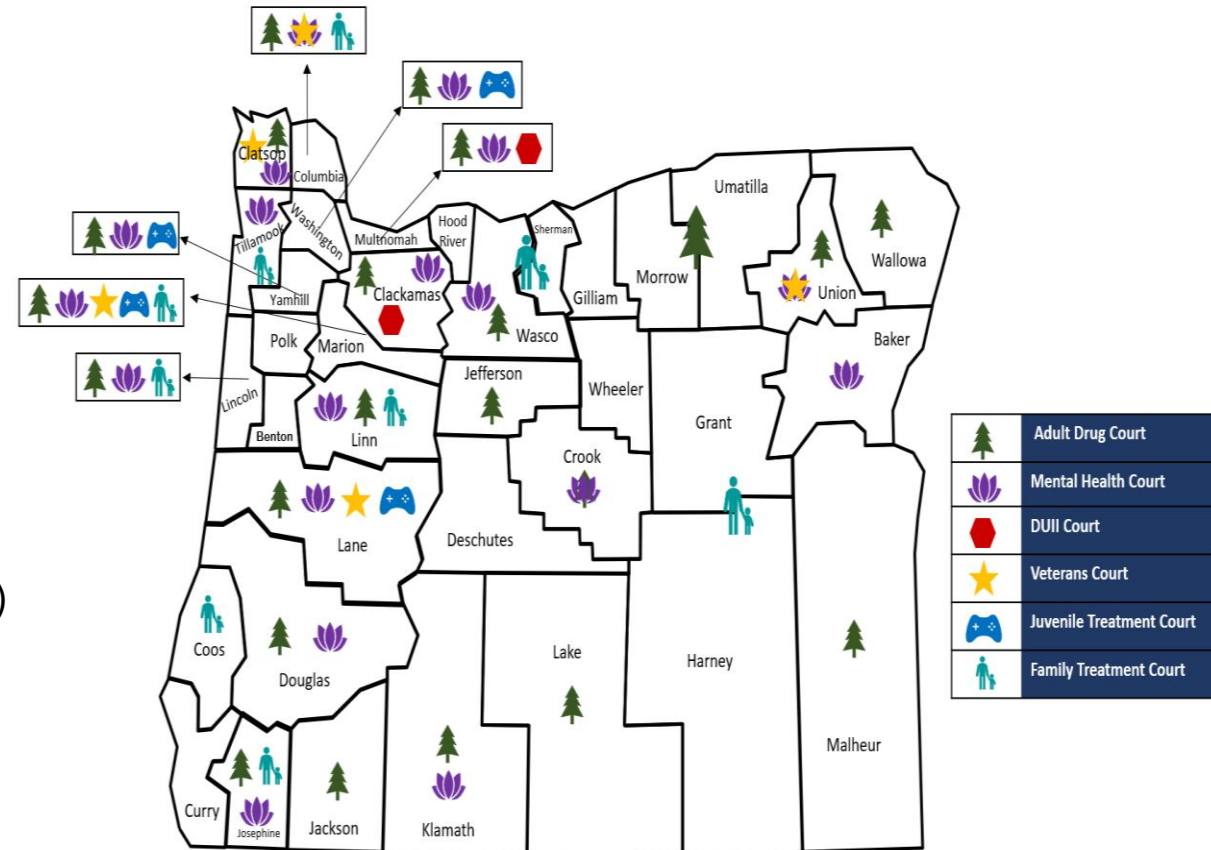 Clatsop
Columbia
Tillamook
Washington
Multnomah
Hood
River
Sherman
Gilliam
Morrow
Umatilla
Wallowa
Union
Baker
Yamhill
Clackamas
Wasco
Polk
Marion
Jefferson
Wheeler
Grant
Lincoln
Benton
Linn
Crook
Lane
Deschutes
)
Coos
Douglas
Lake
Harney
Malheur
Curry
Josephine
Jackson
Klamath
Adult Drug Court
Mental Health Court
DUII Court
Veterans Court
Juvenile Treatment Court
Family Treatment Court